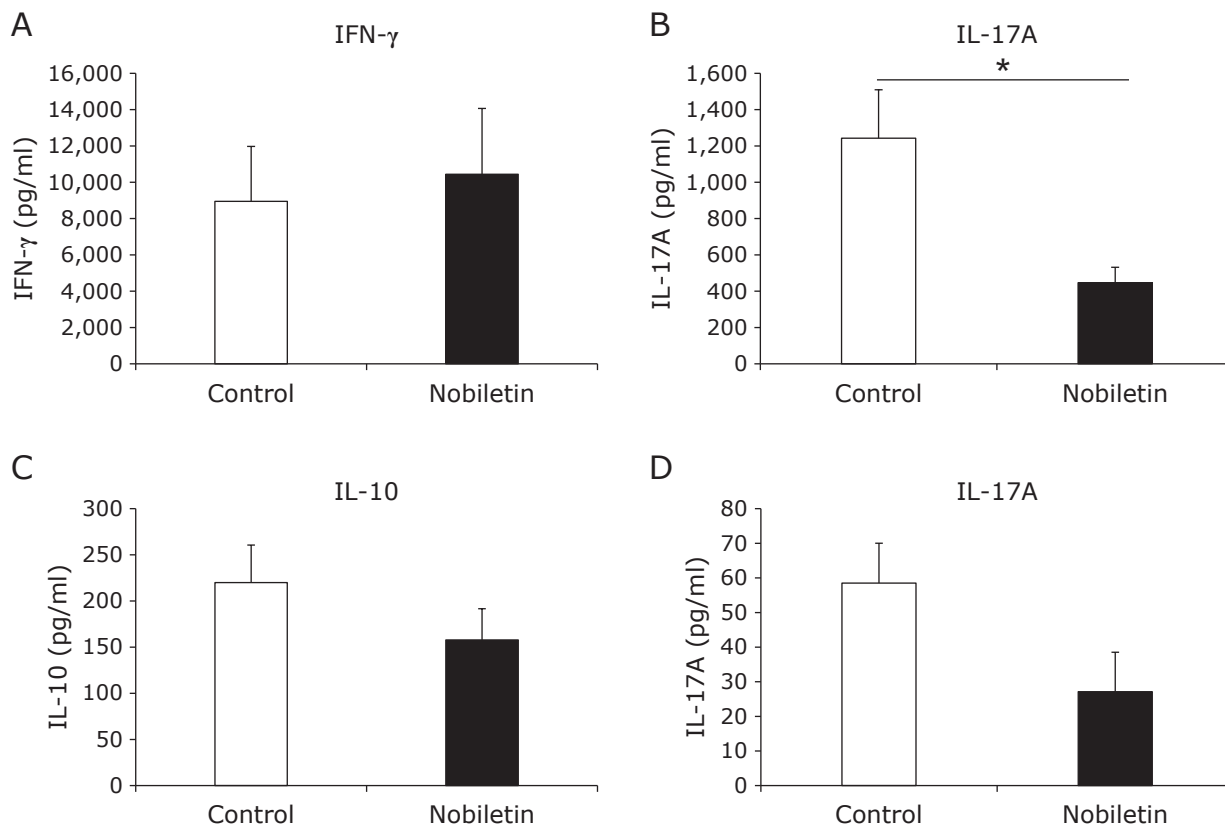 A
IFN-γ
IFN-γ (pg/ml)
16,000
14,000
12,000
10,000
8,000
6,000
4,000
2,000
0
Control
Nobiletin
B
IL-17A
*
IL-17A (pg/ml)
1,600
1,400
1,200
1,000
800
600
400
200
0
Control
Nobiletin
C
IL-10
IL-10 (pg/ml)
300
250
200
150
100
50
0
Control
Nobiletin
D
IL-17A
IL-17A (pg/ml)
80
70
60
50
40
30
20
10
0
Control
Nobiletin